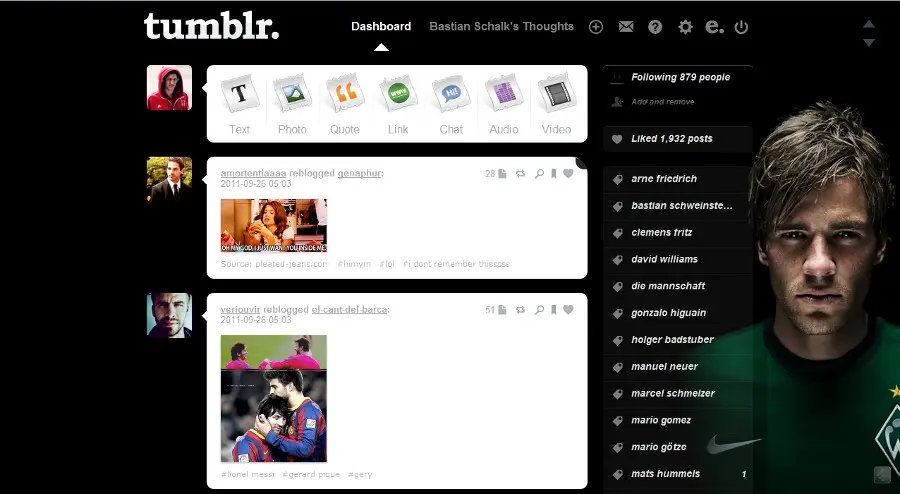 tumblr.
Dashboard
Bastian Schalk's Thoughts
e.
T
WWW
Hi!
Text
Photo
Quote
Link
Chat
Audio
Video
amortentiaaaa reblogged genaphur:
28
2011-09-26 05:03
OH MY GOD, I JUST WANT YOU INSIDE ME.
Source: pleated-jeans.com #himym #lol #i dont remember thisssss
veriouvir reblogged el-cant-del-barca:
51
2011-09-26 05:03
#lionel messi #gerard pique #gery
Following 879 people
Add and remove
Liked 1,932 posts
arne friedrich
bastian schweinste...
clemens fritz
david williams
die mannschaft
gonzalo higuain
holger badstuber
manuel neuer
marcel schmelzer
mario gomez
mario götze
mats hummels 1